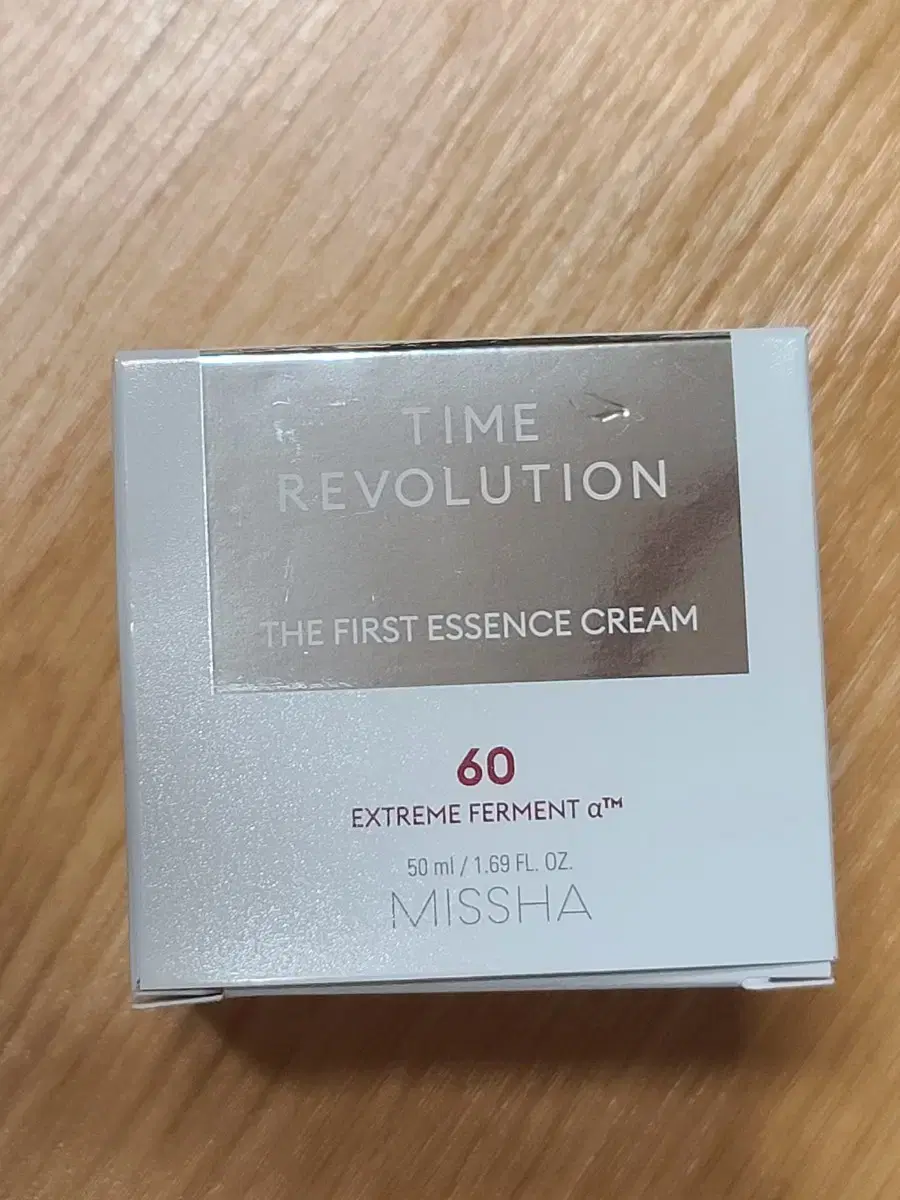 TIME
REVOLUTION
THE FIRST ESSENCE CREAM
60
EXTREME FERMENT α™
50 ml / 1.69 FL. OZ.
MISSHA